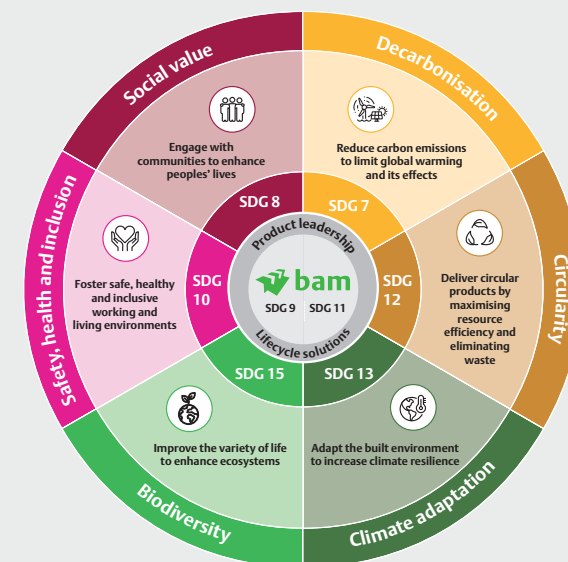 Social value
Engage with
communities to enhance
peoples' lives
SDG 8
Decarbonisation
Reduce carbon emissions
to limit global warming
and its effects
SDG 7
Circularity
Deliver circular
products by
maximising
resource
efficiency and
eliminating
waste
SDG
12
Climate adaptation
Adapt the built environment
to increase climate resilience
SDG 13
Biodiversity
Improve the variety of life
to enhance ecosystems
SDG 15
Safety, health and inclusion
Foster safe, healthy
and inclusive
working and
living environments
SDG
10
Product leadership
bam
SDG 9
SDG 11
Lifecycle solutions